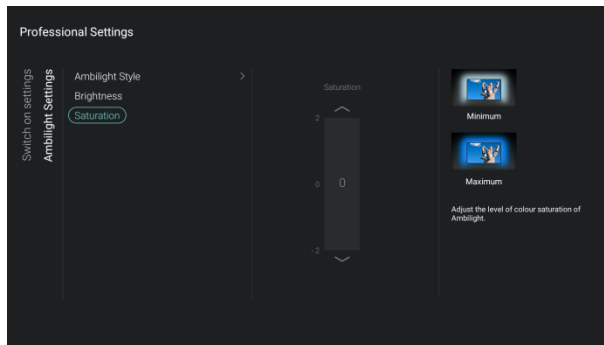 Professional Settings
Switch on settings
Ambilight Settings
Ambilight Style
Brightness
Saturation
Saturation
2
0
0
-2
Minimum
Maximum
Adjust the level of colour saturation of
Ambilight.